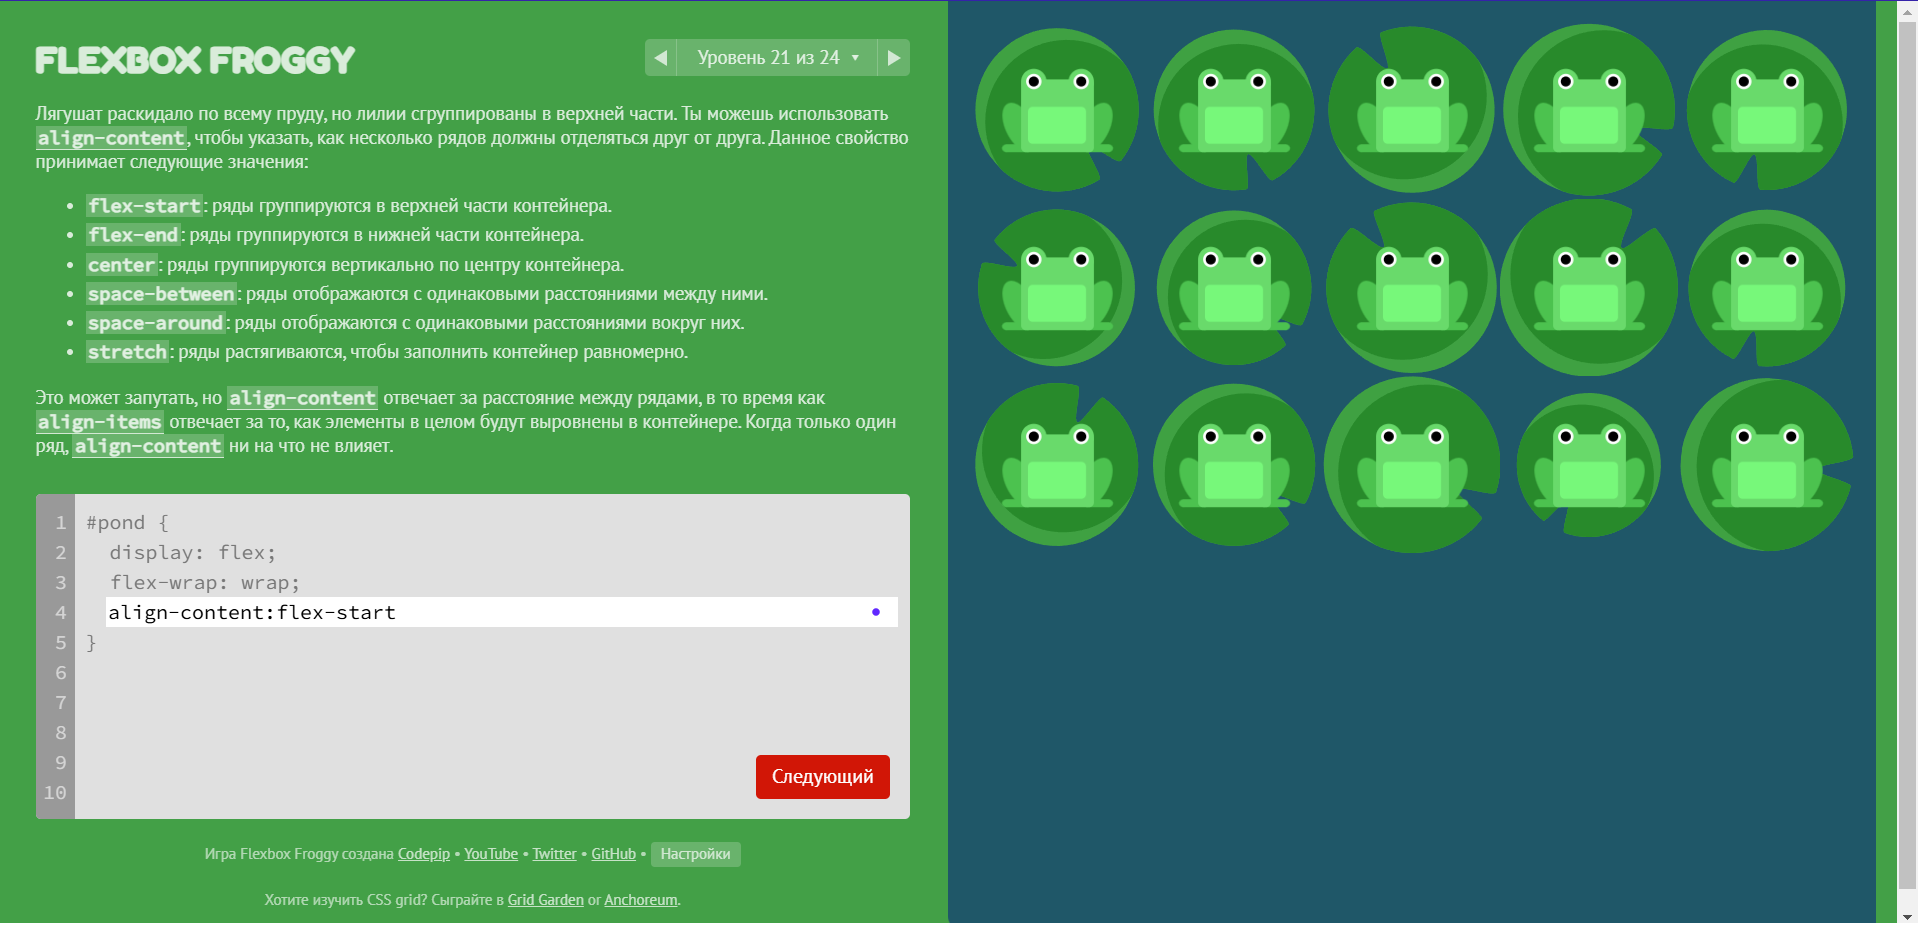 FLEXBOX FROGGY
Уровень 21 из 24
Лягушат раскидало по всему пруду, но лилии сгруппированы в верхней части. Ты можешь использовать
align-content, чтобы указать, как несколько рядов должны отделяться друг от друга. Данное свойство
принимает следующие значения:
• flex-start: ряды группируются в верхней части контейнера.
• flex-end: ряды группируются в нижней части контейнера.
• center: ряды группируются вертикально по центру контейнера.
• space-between: ряды отображаются с одинаковыми расстояниями между ними.
• space-around: ряды отображаются с одинаковыми расстояниями вокруг них.
• stretch: ряды растягиваются, чтобы заполнить контейнер равномерно.
Это может запутать, но align-content отвечает за расстояние между рядами, в то время как
align-items отвечает за то, как элементы в целом будут выровнены в контейнере. Когда только один
ряд, align-content ни на что не влияет.
1 #pond {
2 display: flex;
3 flex-wrap: wrap;
4 align-content:flex-start
5 }
6
7
8
9
10
Следующий
Игра Flexbox Froggy создана Codepip • YouTube • Twitter • GitHub • Настройки
Хотите изучить CSS grid? Сыграйте в Grid Garden or Anchoreum.